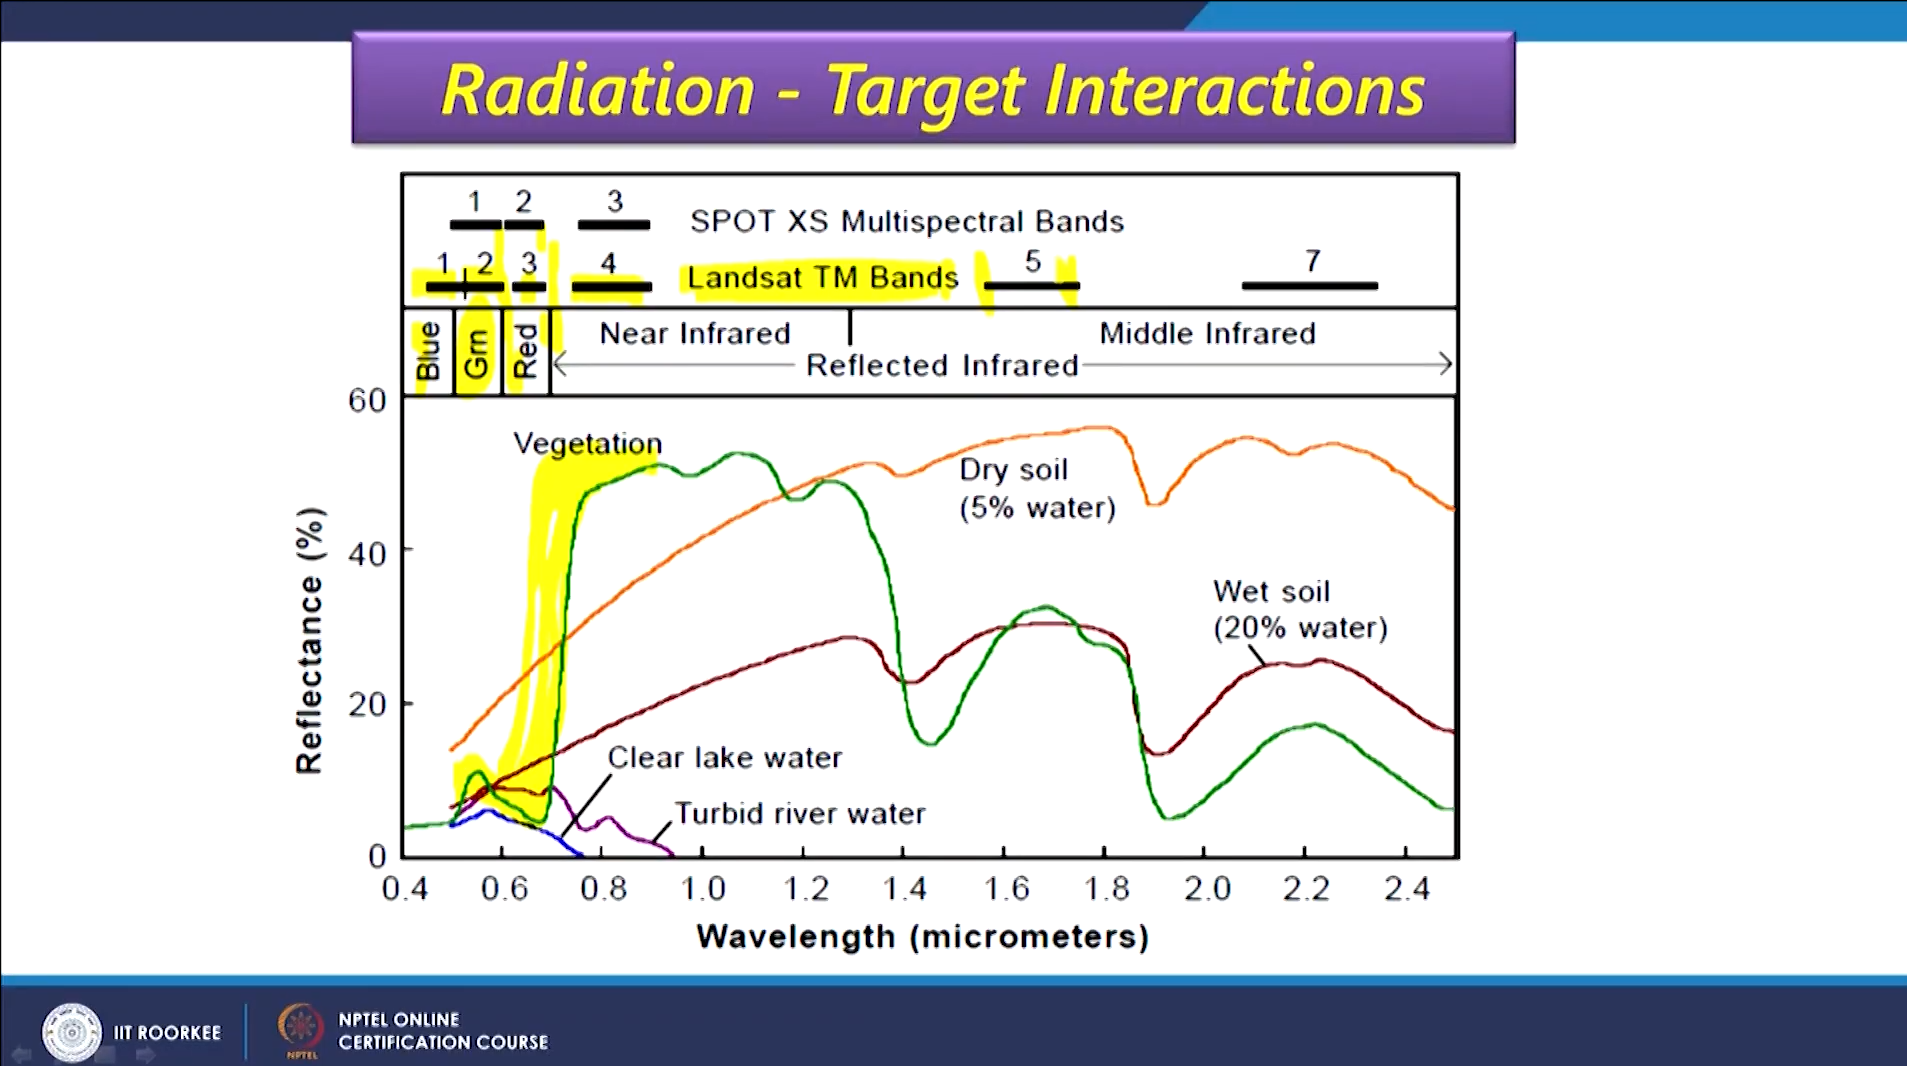 Radiation - Target Interactions
1 2 3
SPOT XS Multispectral Bands
1 2 3 4 5 7
Landsat TM Bands
Blue
Grn
Red
Near Infrared
Middle Infrared
Reflected Infrared
60
40
20
0
Reflectance (%)
Vegetation
Dry soil
(5% water)
Wet soil
(20% water)
Clear lake water
Turbid river water
0.4 0.6 0.8 1.0 1.2 1.4 1.6 1.8 2.0 2.2 2.4
Wavelength (micrometers)
IIT ROORKEE
NPTEL
NPTEL ONLINE
CERTIFICATION COURSE